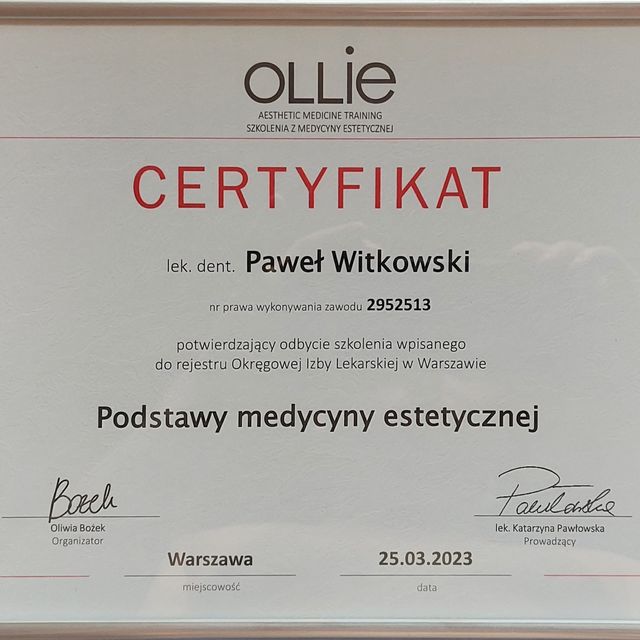 OLLIE
AESTHETIC MEDICINE TRAINING
SZKOLENIA Z MEDYCYNY ESTETYCZNEJ
CERTYFIKAT
lek. dent. Paweł Witkowski
nr prawa wykonywania zawodu 2952513
potwierdzający odbycie szkolenia wpisanego
do rejestru Okręgowej Izby Lekarskiej w Warszawie
Podstawy medycyny estetycznej
Bożek
Pawłowska
Oliwia Bożek
lek. Katarzyna Pawłowska
Organizator
Prowadzący
Warszawa
25.03.2023
miejscowość
data